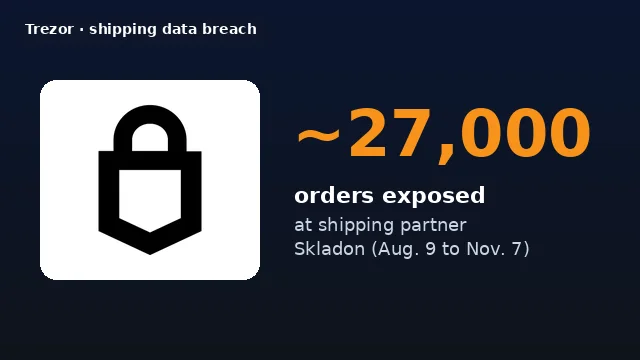 Trezor · shipping data breach
~27,000
orders exposed
at shipping partner
Skladon (Aug. 9 to Nov. 7)